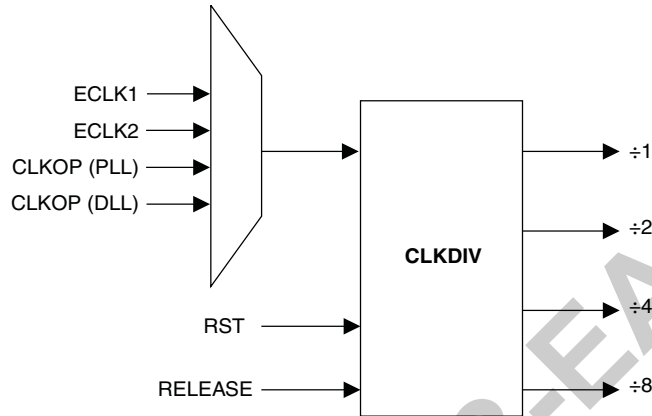 ECLK1
ECLK2
CLKOP (PLL)
CLKOP (DLL)
CLKDIV
RST
RELEASE
÷1
÷2
÷4
÷8